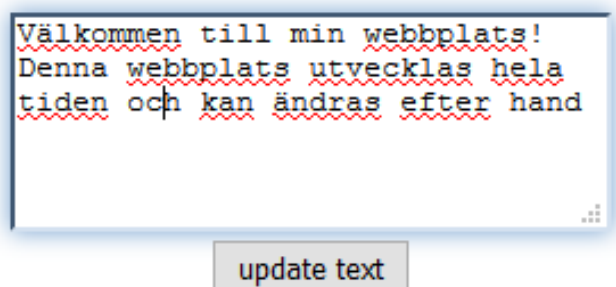 Välkommen till min webbplats!
Denna webbplats utvecklas hela
tiden och kan ändras efter hand
update text